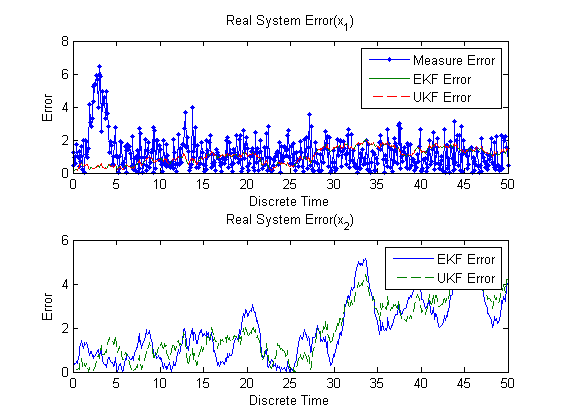 Real System Error(x1)
8
6
4
2
0
Error
Measure Error
EKF Error
UKF Error
0 5 10 15 20 25 30 35 40 45 50
Discrete Time
Real System Error(x2)
6
4
2
0
Error
EKF Error
UKF Error
0 5 10 15 20 25 30 35 40 45 50
Discrete Time